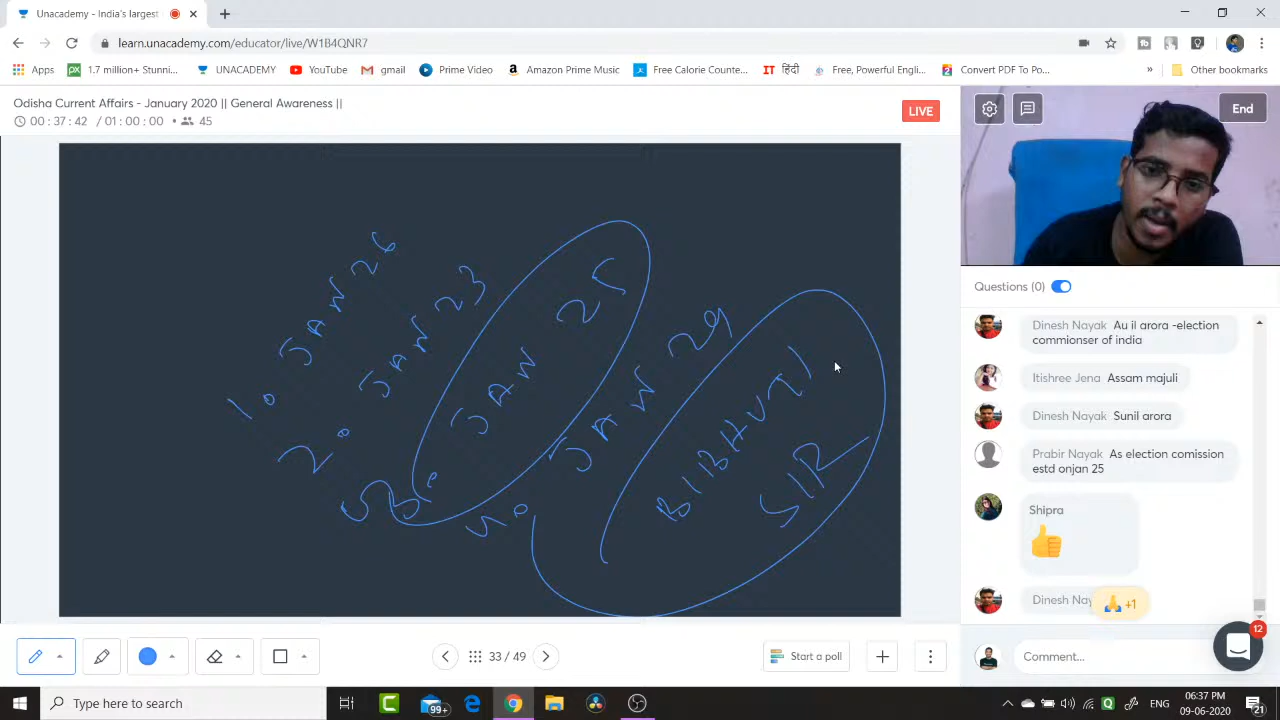 Unacademy - India's largest
learn.unacademy.com/educator/live/W1B4QNR7
Apps
1.7 million+ Stunni...
UNACADEMY
YouTube
gmail
Prime Video
Amazon Prime Music
Free Calorie Counte...
IT हिंदी
Free, Powerful Engli...
Convert PDF To Po...
»
Other bookmarks
Odisha Current Affairs - January 2020 || General Awareness ||
00 : 37 : 42 / 01 : 00 : 00 • 45
LIVE
End
1. JAN 26
2. JAN 23
3. JAN 25
4. JAN 29
BIBHUTI
SIR
Questions (0)
Dinesh Nayak Au il arora -election
commionser of india
Itishree Jena Assam majuli
Dinesh Nayak Sunil arora
Prabir Nayak As election comission
estd onjan 25
Shipra
Dinesh Nay
+1
12
Comment...
33 / 49
Start a poll
Type here to search
99+
06:37 PM
09-06-2020
21